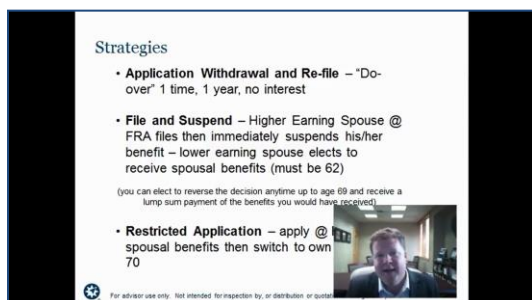 Strategies
• Application Withdrawal and Re-file – “Do-
over” 1 time, 1 year, no interest
• File and Suspend – Higher Earning Spouse @
FRA files then immediately suspends his/her
benefit – lower earning spouse elects to
receive spousal benefits (must be 62)
(you can elect to reverse the decision anytime up to age 69 and receive a
lump sum payment of the benefits you would have received)
• Restricted Application – apply @
spousal benefits then switch to own
70
For advisor use only. Not intended for inspection by, or distribution or